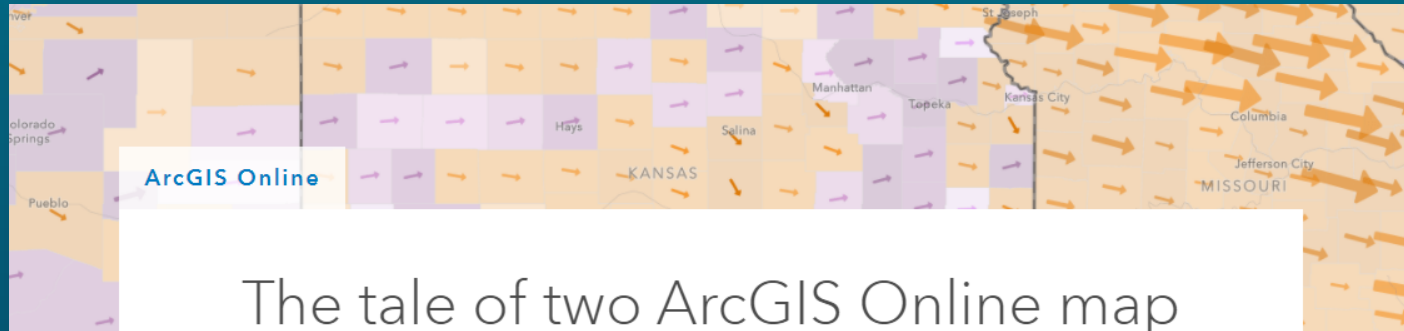 nver
St Joseph
Manhattan
Topeka
Kansas City
Columbia
olorado
Springs
Hays
Salina
Jefferson City
KANSAS
MISSOURI
ArcGIS Online
Pueblo
The tale of two ArcGIS Online map